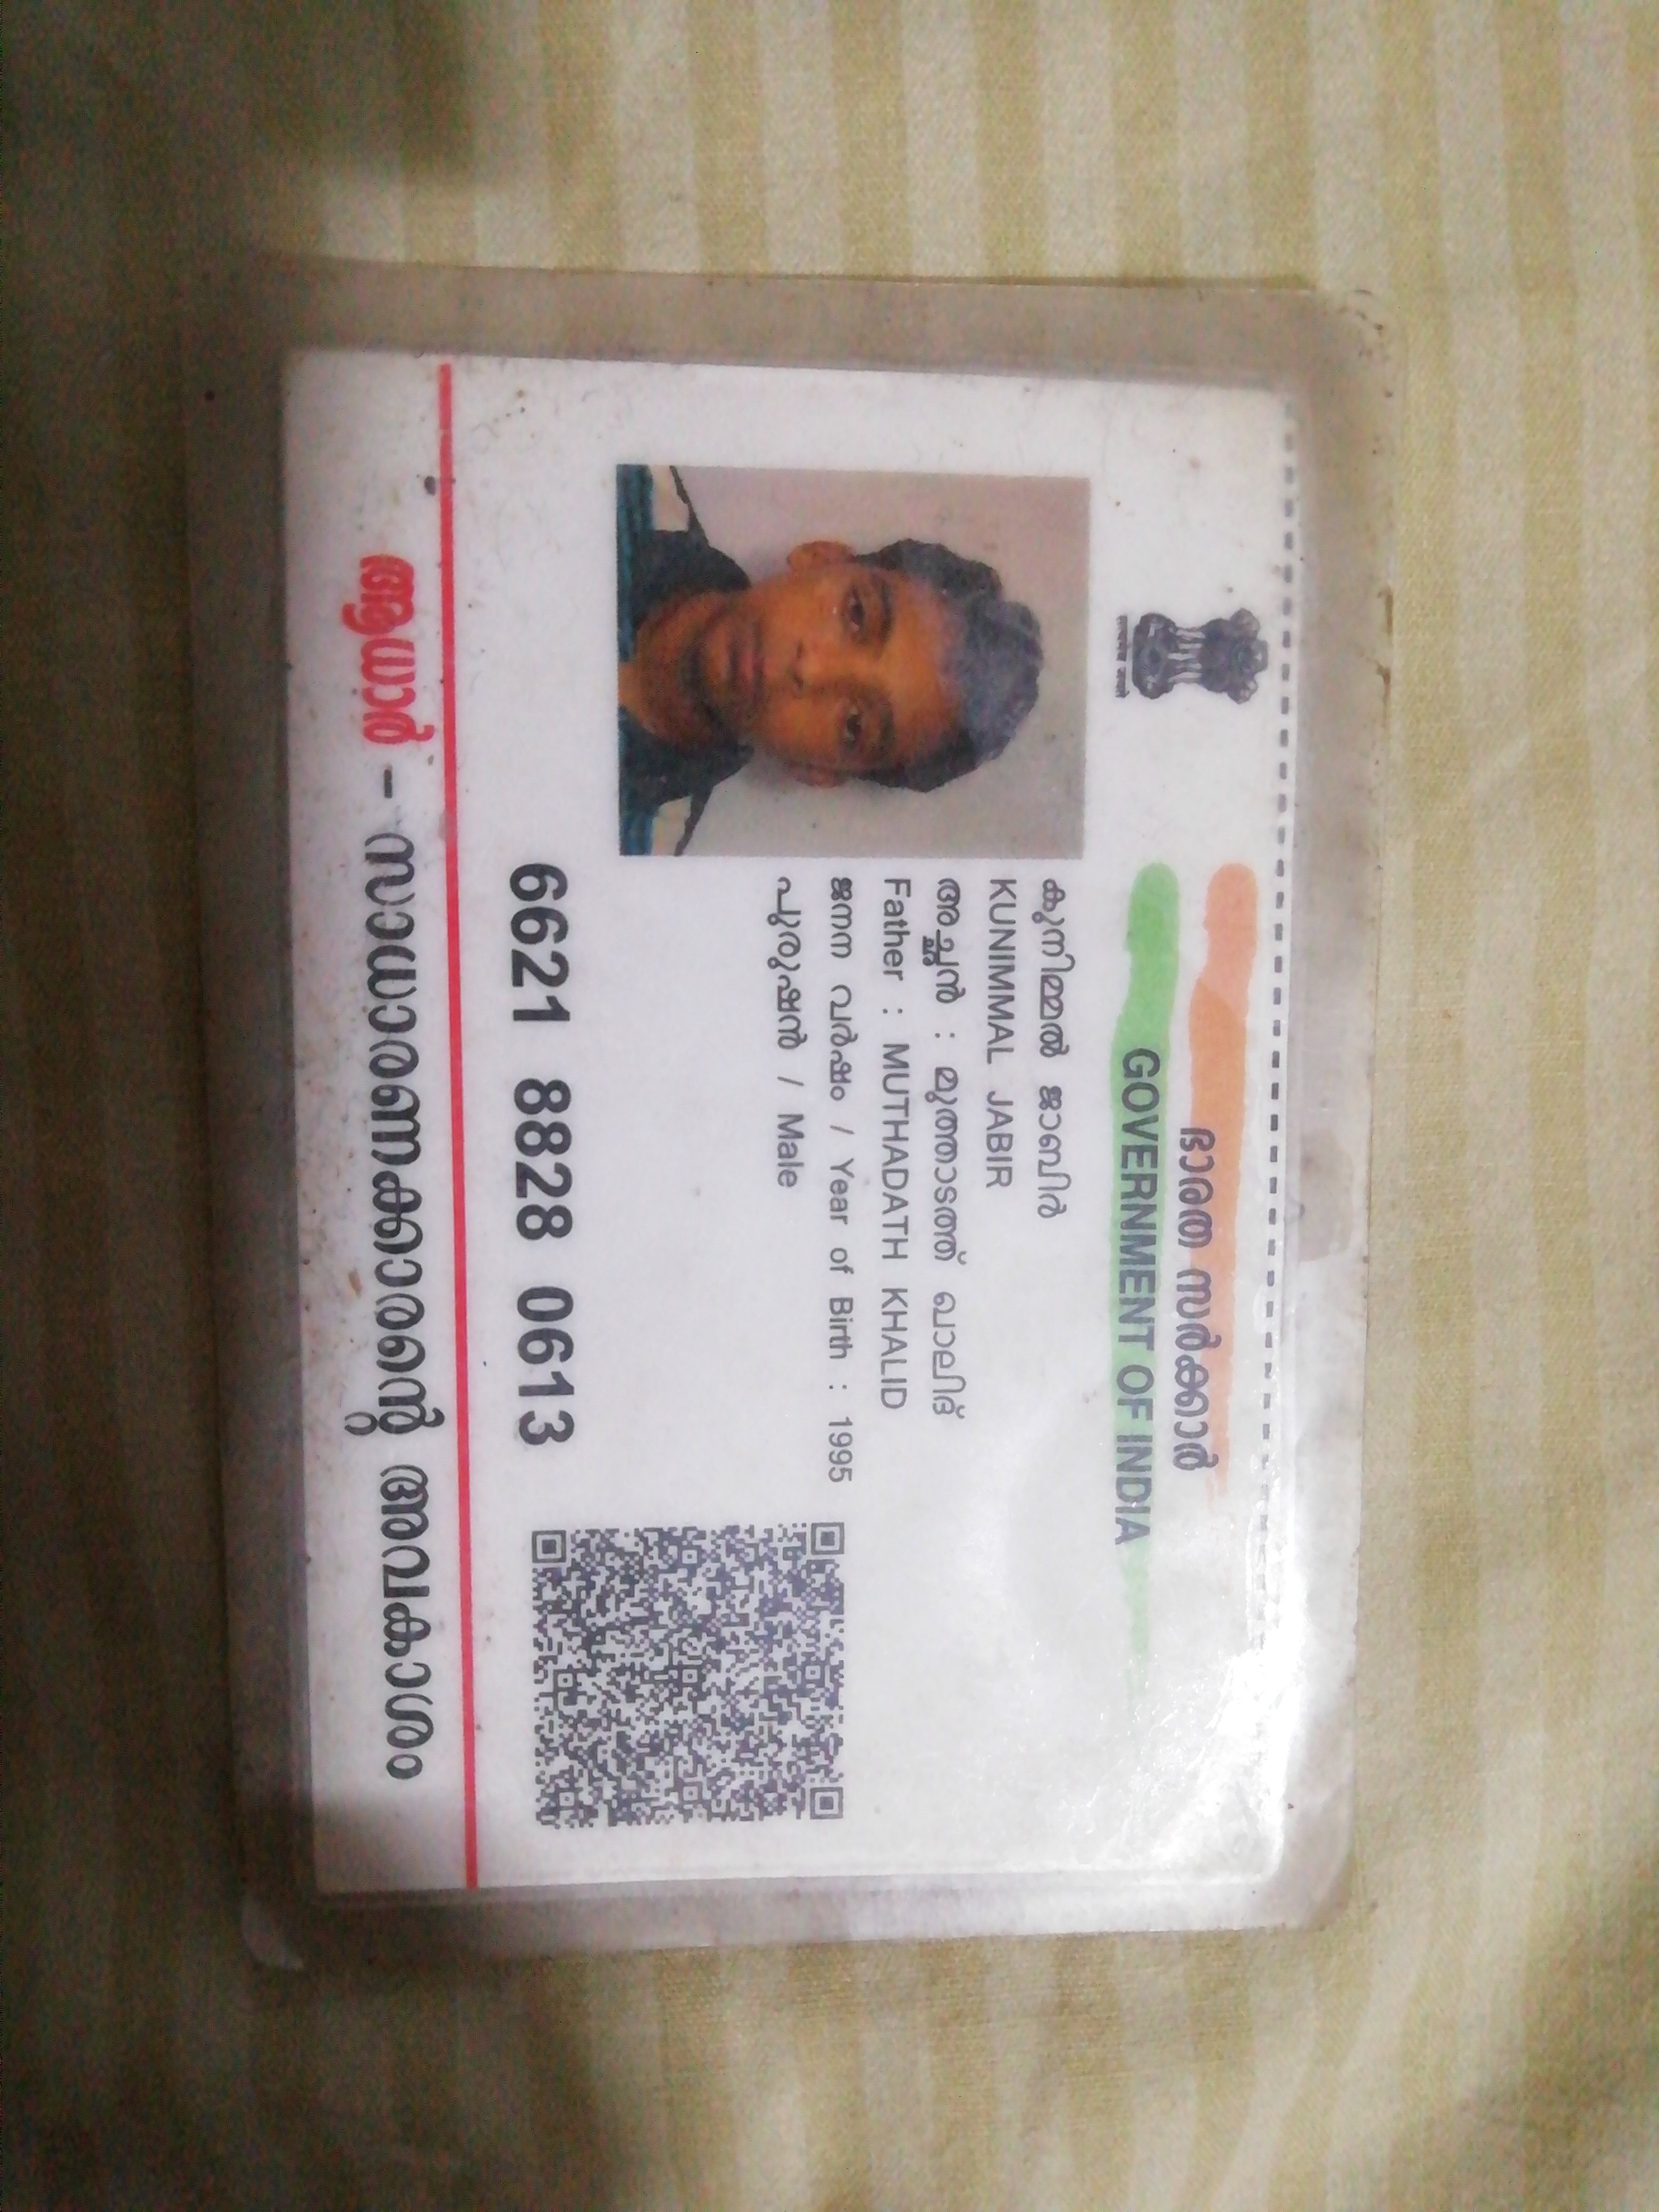 ഭാരത സർക്കാർ
GOVERNMENT OF INDIA
കുനിമ്മൽ ജാബിർ
KUNIMMAL JABIR
അച്ഛൻ : മുത്താടത്ത് ഖാലിദ്
Father : MUTHADATH KHALID
ജനന വർഷം / Year of Birth : 1995
പുരുഷൻ / Male
6621 8828 0613
ആധാർ - സാധാരണക്കാരന്റെ അവകാശം